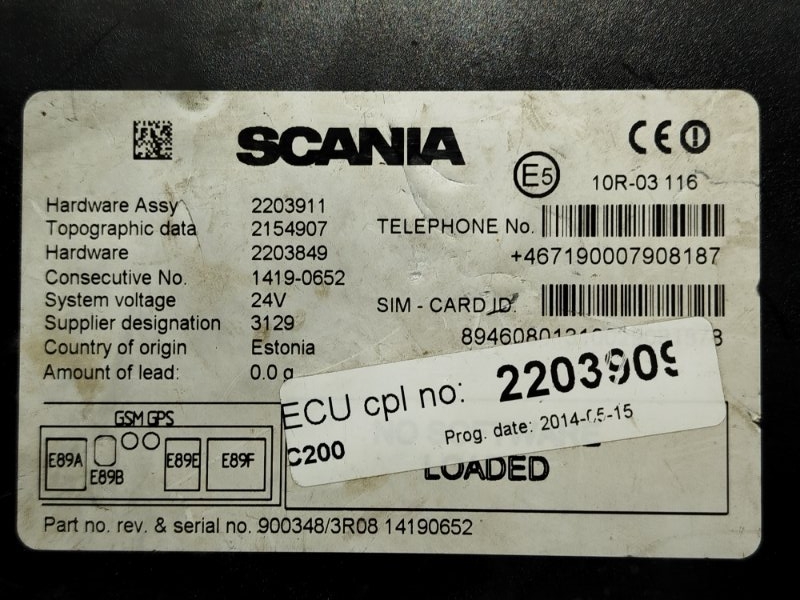 SCANIA
CE
E5
10R-03 116
Hardware Assy 2203911
Topographic data 2154907
Hardware 2203849
Consecutive No. 1419-0652
System voltage 24V
Supplier designation 3129
Country of origin Estonia
Amount of lead: 0.0 g
TELEPHONE No.
+467190007908187
SIM - CARD ID.
ECU cpl no: 2203909
C200 Prog. date: 2014-05-15
LOADED
GSM GPS
E89A E89B E89E E89F
Part no. rev. & serial no. 900348/3R08 14190652